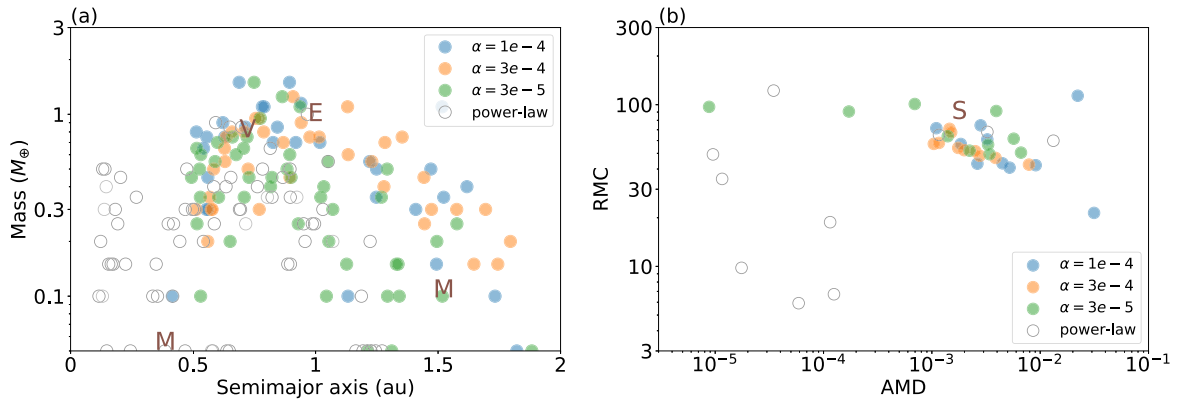 (a)
3
1
0.3
0.1
Mass (M⊕)
0
0.5
1
1.5
2
Semimajor axis (au)
α = 1e−4
α = 3e−4
α = 3e−5
power-law
V
E
M
M
(b)
300
100
30
10
3
RMC
10⁻⁵
10⁻⁴
10⁻³
10⁻²
10⁻¹
AMD
S
α = 1e−4
α = 3e−4
α = 3e−5
power-law